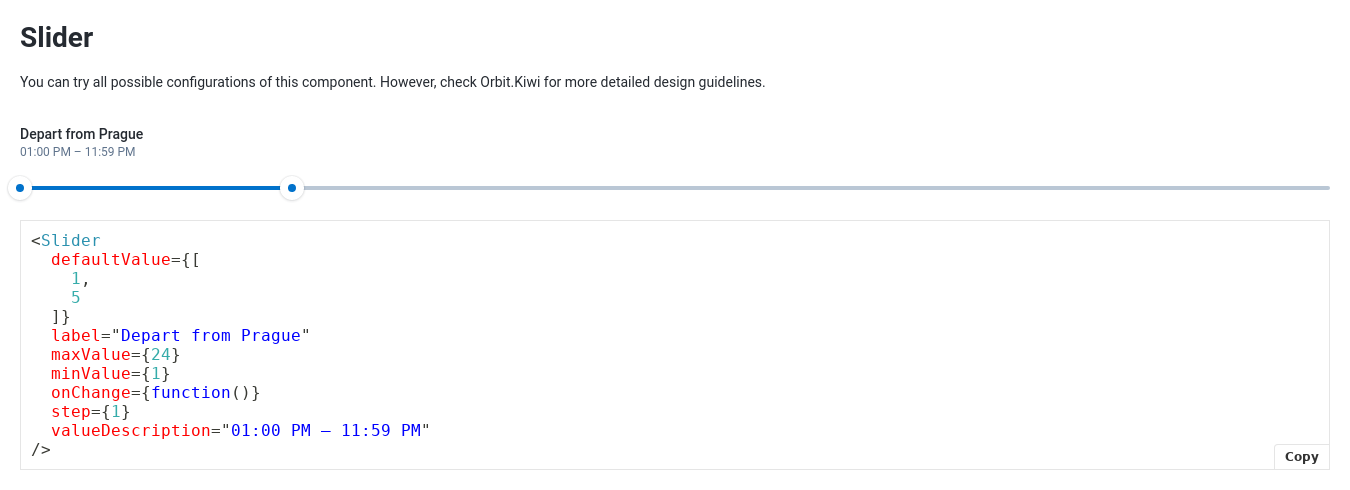 Slider
You can try all possible configurations of this component. However, check Orbit.Kiwi for more detailed design guidelines.
Depart from Prague
01:00 PM – 11:59 PM
<Slider
  defaultValue={[
    1,
    5
  ]}
  label="Depart from Prague"
  maxValue={24}
  minValue={1}
  onChange={function()}
  step={1}
  valueDescription="01:00 PM – 11:59 PM"
/>
Copy